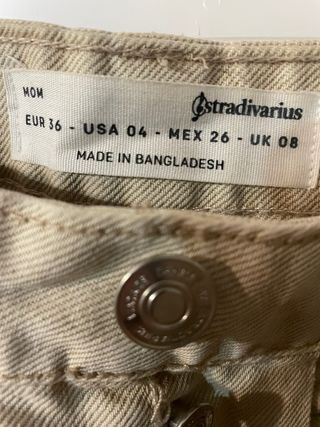 MOM
stradivarius
EUR 36 - USA 04 - MEX 26 - UK 08
MADE IN BANGLADESH